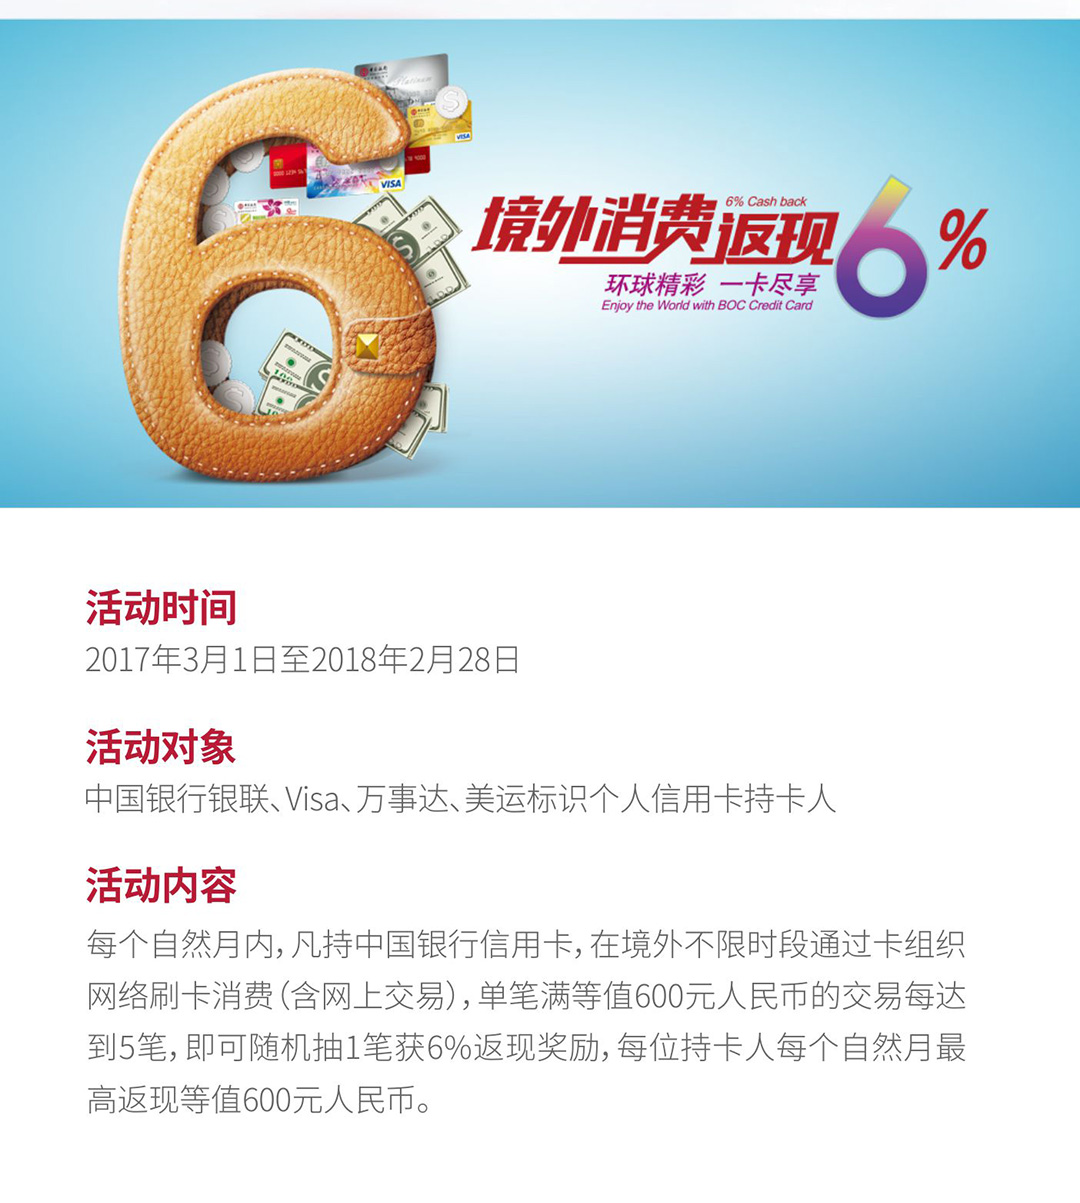 VISA
VISA
境外消费返现6%
6% Cash back
环球精彩 一卡尽享
Enjoy the World with BOC Credit Card
活动时间
2017年3月1日至2018年2月28日
活动对象
中国银行银联、Visa、万事达、美运标识个人信用卡持卡人
活动内容
每个自然月内，凡持中国银行信用卡，在境外不限时段通过卡组织
网络刷卡消费（含网上交易），单笔满等值600元人民币的交易每达
到5笔，即可随机抽1笔获6%返现奖励，每位持卡人每个自然月最
高返现等值600元人民币。